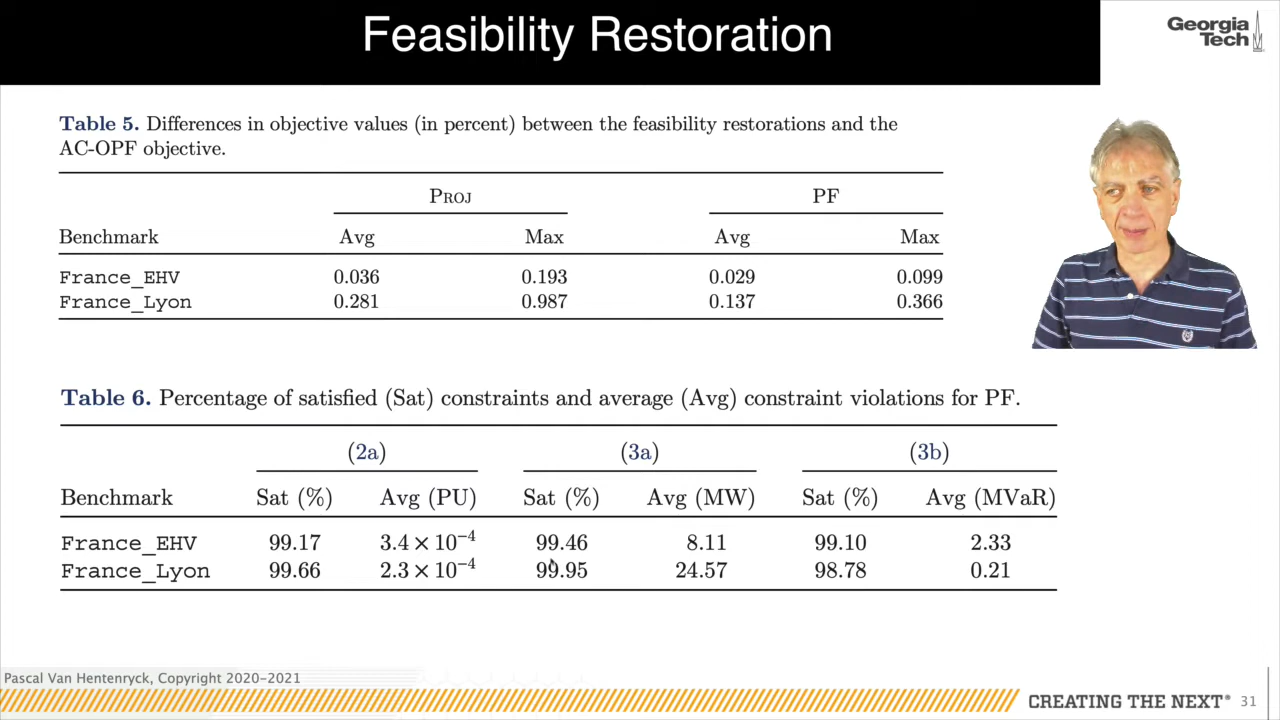 Feasibility Restoration
Georgia
Tech
Table 5. Differences in objective values (in percent) between the feasibility restorations and the
AC-OPF objective.
PROJ PF
Benchmark Avg Max Avg Max
France_EHV 0.036 0.193 0.029 0.099
France_Lyon 0.281 0.987 0.137 0.366
Table 6. Percentage of satisfied (Sat) constraints and average (Avg) constraint violations for PF.
(2a) (3a) (3b)
Benchmark Sat (%) Avg (PU) Sat (%) Avg (MW) Sat (%) Avg (MVaR)
France_EHV 99.17 3.4 × 10⁻⁴ 99.46 8.11 99.10 2.33
France_Lyon 99.66 2.3 × 10⁻⁴ 99.95 24.57 98.78 0.21
Pascal Van Hentenryck, Copyright 2020-2021
CREATING THE NEXT® 31